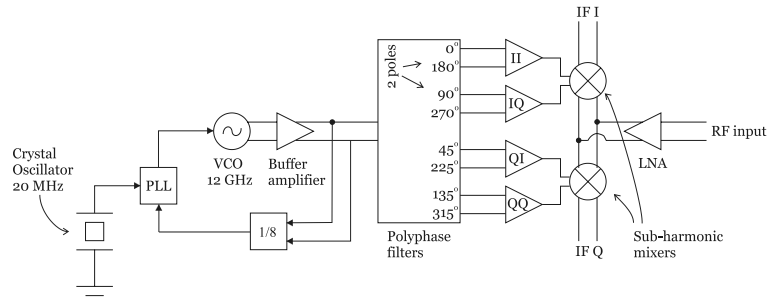 IF I
0°
180°
II
2 poles
90°
270°
IQ
RF input
LNA
Crystal
Oscillator
20 MHz
PLL
VCO
12 GHz
Buffer
amplifier
45°
225°
QI
135°
315°
QQ
1/8
Polyphase
filters
IF Q
Sub-harmonic
mixers